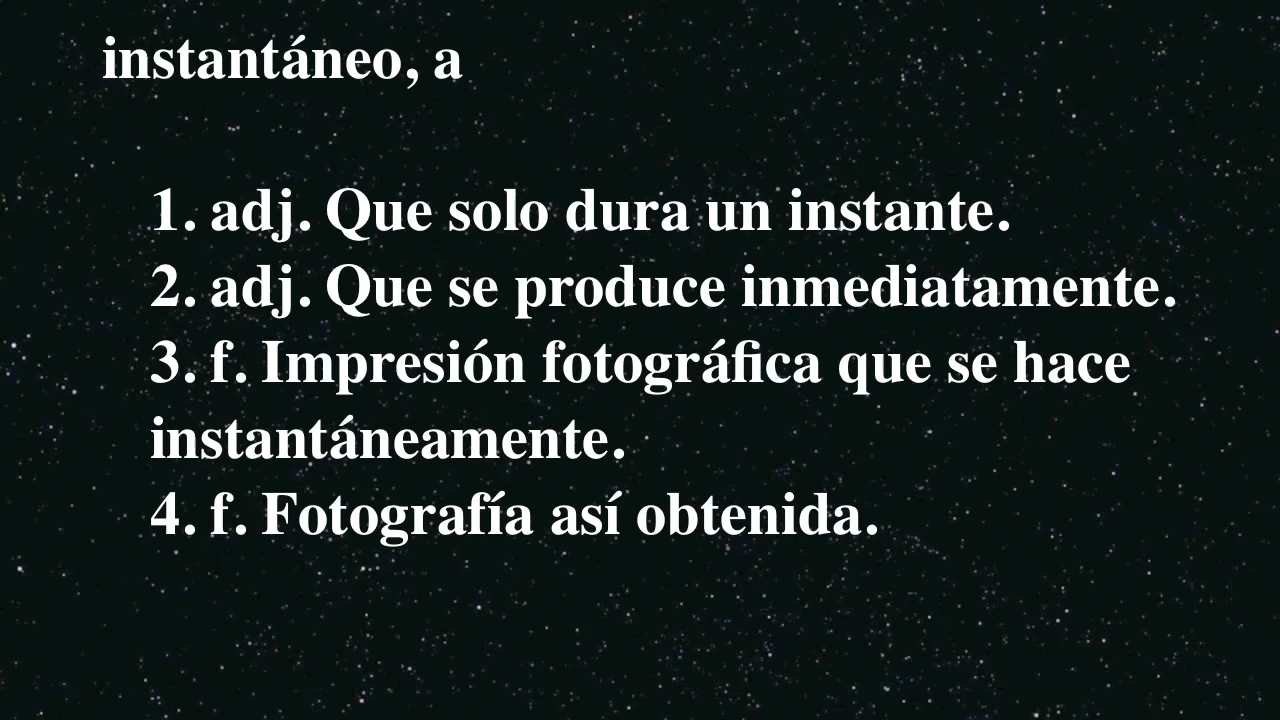 instantáneo, a
1. adj. Que solo dura un instante.
2. adj. Que se produce inmediatamente.
3. f. Impresión fotográfica que se hace
instantáneamente.
4. f. Fotografía así obtenida.